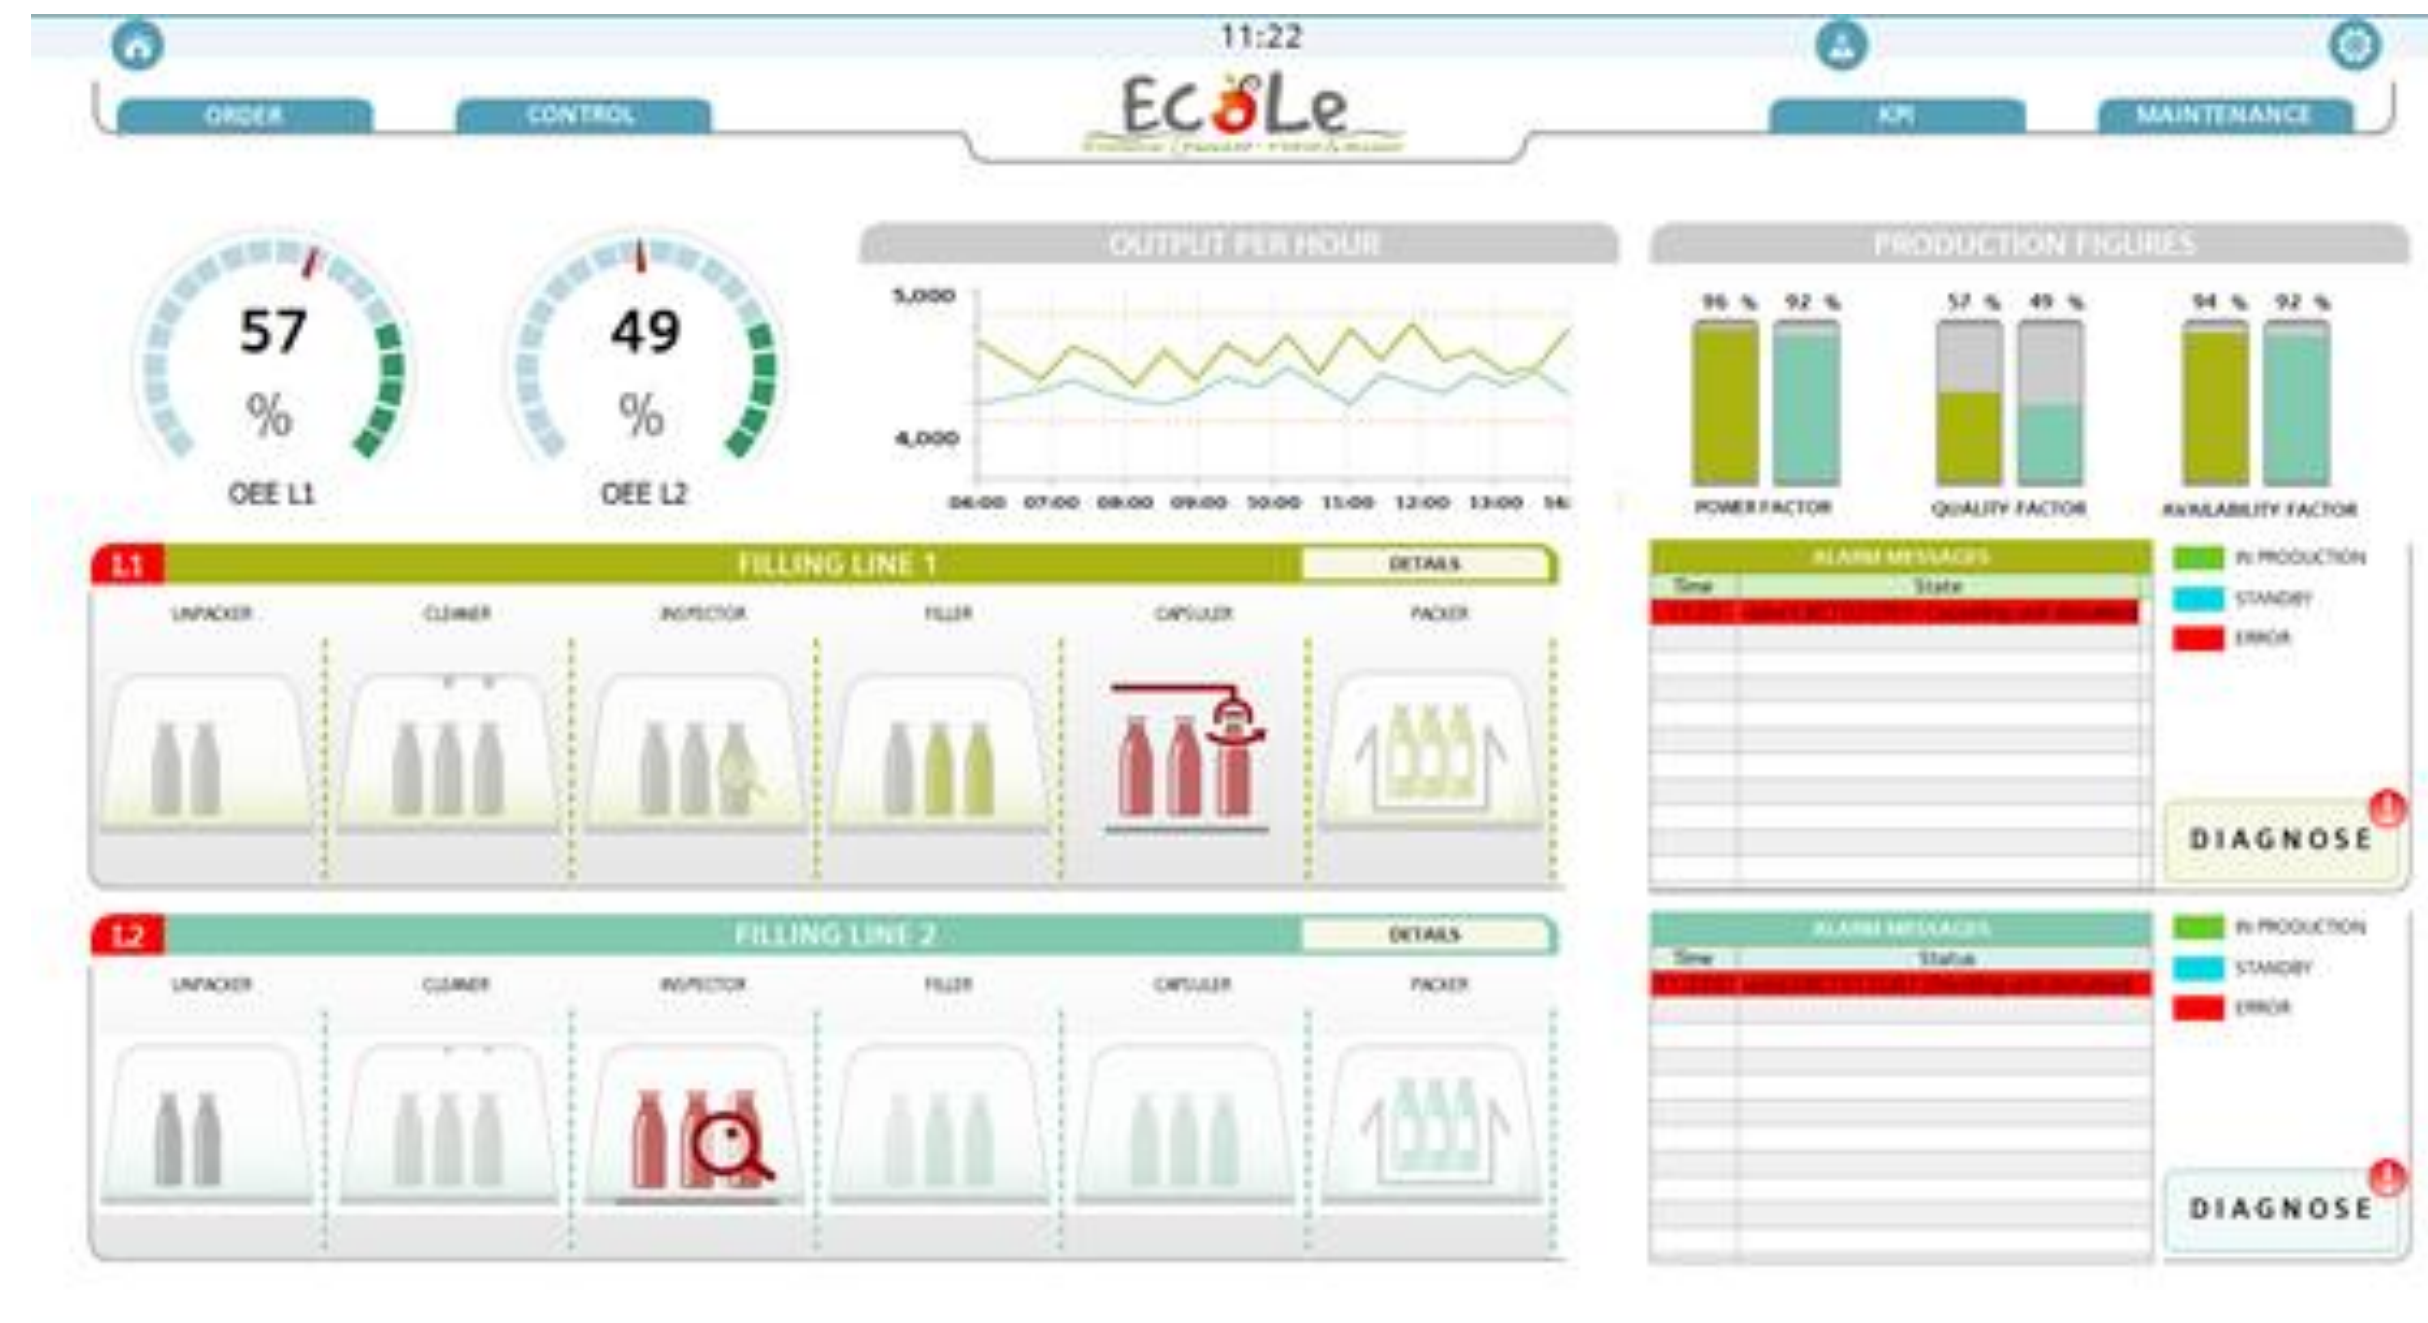 11:22
EcoLe
ORDER
CONTROL
KPI
MAINTENANCE
57
%
OEE L1
49
%
OEE L2
OUTPUT PER HOUR
5,000
4,000
06:00 07:00 08:00 09:00 10:00 11:00 12:00 13:00 14:
PRODUCTION FIGURES
96 % 92 %
57 % 49 %
94 % 92 %
POWER FACTOR
QUALITY FACTOR
AVAILABILITY FACTOR
L1
FILLING LINE 1
DETAILS
UNPACKER
CLEANER
INSPECTOR
FILLER
CAPSULER
PACKER
ALARM MESSAGES
Time
State
IN PRODUCTION
STANDBY
ERROR
DIAGNOSE
L2
FILLING LINE 2
DETAILS
UNPACKER
CLEANER
INSPECTOR
FILLER
CAPSULER
PACKER
ALARM MESSAGES
Time
Status
IN PRODUCTION
STANDBY
ERROR
DIAGNOSE